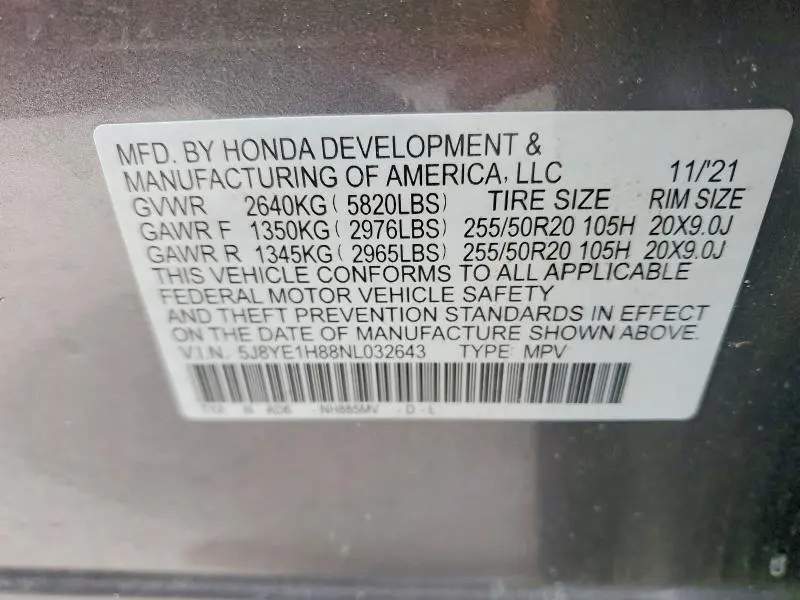 MFD. BY HONDA DEVELOPMENT &
MANUFACTURING OF AMERICA, LLC 11/'21
GVWR 2640KG ( 5820LBS) TIRE SIZE RIM SIZE
GAWR F 1350KG ( 2976LBS) 255/50R20 105H 20X9.0J
GAWR R 1345KG ( 2965LBS) 255/50R20 105H 20X9.0J
THIS VEHICLE CONFORMS TO ALL APPLICABLE
FEDERAL MOTOR VEHICLE SAFETY
AND THEFT PREVENTION STANDARDS IN EFFECT
ON THE DATE OF MANUFACTURE SHOWN ABOVE.
V.I.N. 5J8YE1H88NL032643 TYPE: MPV
NH885MV - D - L